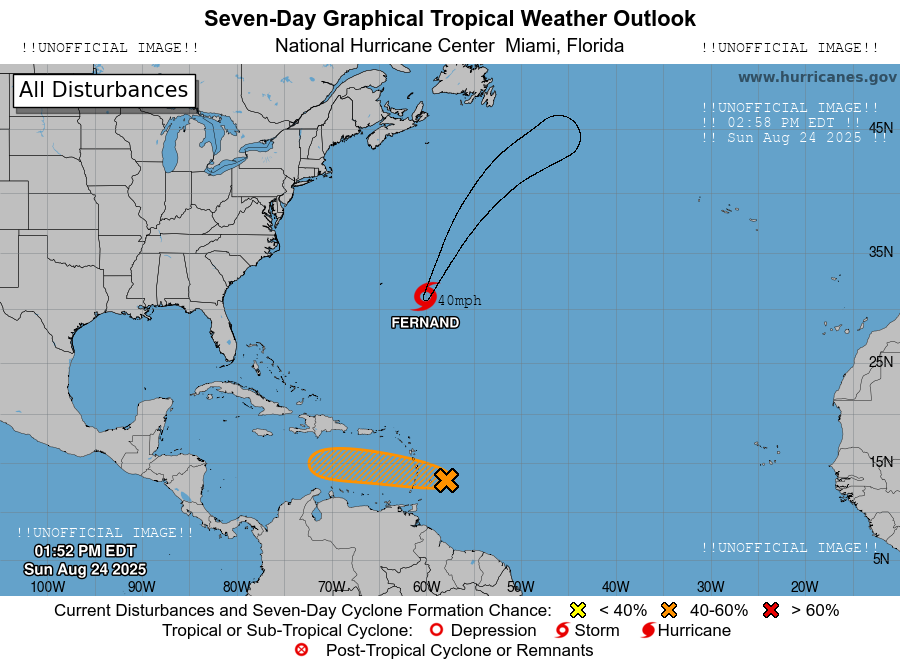 Seven-Day Graphical Tropical Weather Outlook
!!UNOFFICIAL IMAGE!! National Hurricane Center Miami, Florida !!UNOFFICIAL IMAGE!!
All Disturbances
www.hurricanes.gov
!!UNOFFICIAL IMAGE!!
!! 02:58 PM EDT !!
!! Sun Aug 24 2025 !!
45N
35N
40mph
FERNAND
25N
15N
!!UNOFFICIAL IMAGE!!
01:52 PM EDT
Sun Aug 24 2025
!!UNOFFICIAL IMAGE!!
5N
100W 90W 80W 70W 60W 50W 40W 30W 20W
Current Disturbances and Seven-Day Cyclone Formation Chance: < 40% 40-60% > 60%
Tropical or Sub-Tropical Cyclone: Depression Storm Hurricane
Post-Tropical Cyclone or Remnants